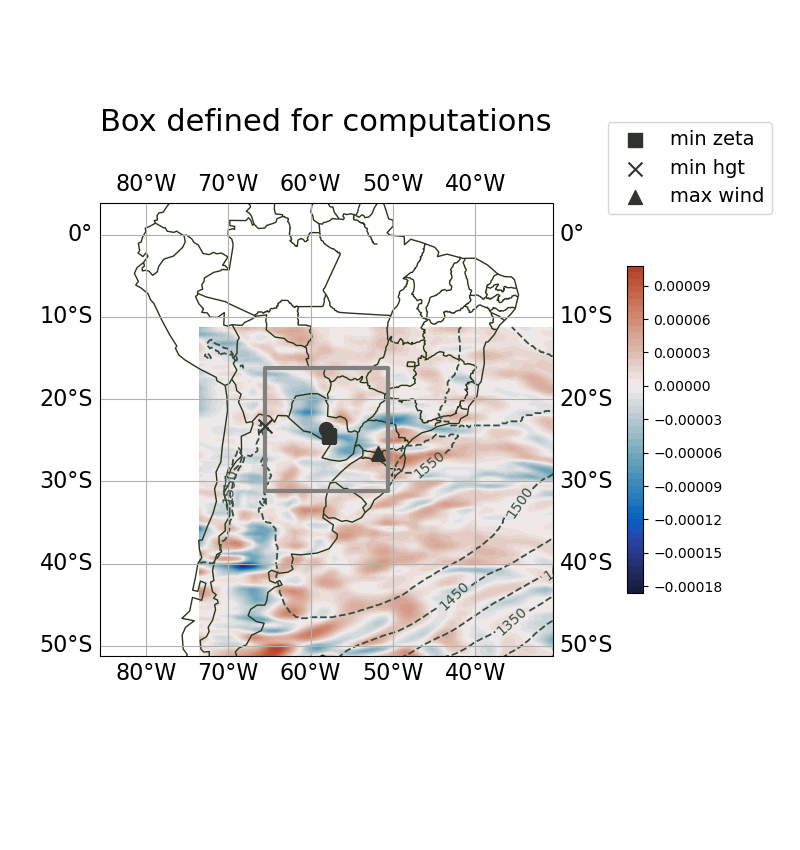 Box defined for computations
min zeta
min hgt
max wind
80°W 70°W 60°W 50°W 40°W
0° 0°
10°S 10°S
20°S 20°S
30°S 30°S
40°S 40°S
50°S 50°S
80°W 70°W 60°W 50°W 40°W
1550
1500
1450
1350
0.00009
0.00006
0.00003
0.00000
−0.00003
−0.00006
−0.00009
−0.00012
−0.00015
−0.00018